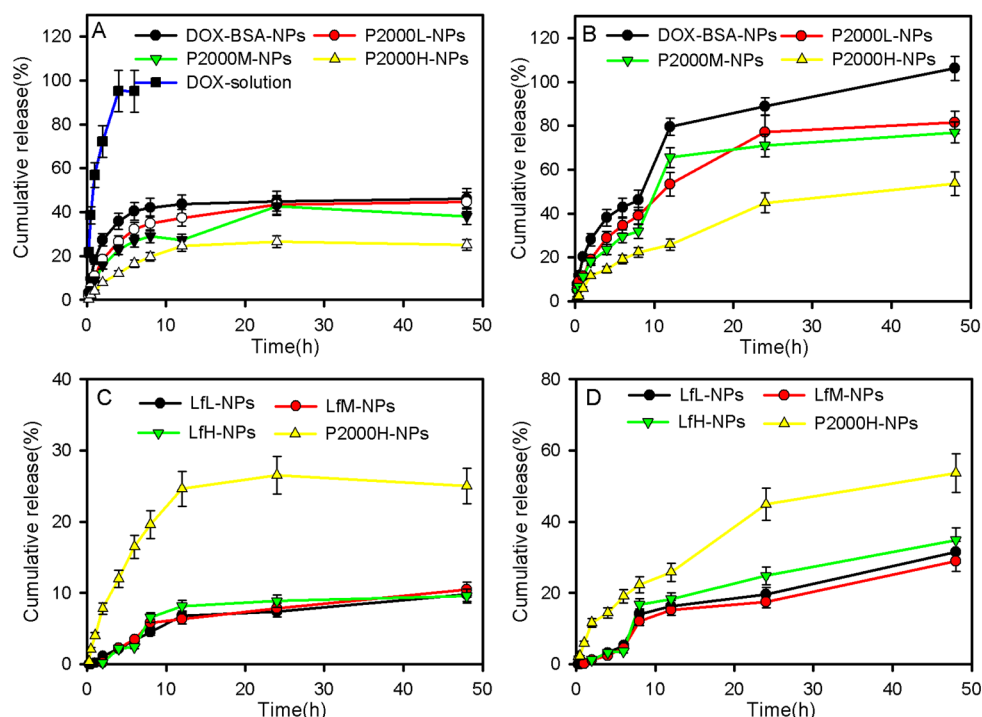 A
DOX-BSA-NPs P2000L-NPs
P2000M-NPs P2000H-NPs
DOX-solution
Cumulative release(%)
120
100
80
60
40
20
0
0 10 20 30 40 50
Time(h)
B
DOX-BSA-NPs P2000L-NPs
P2000M-NPs P2000H-NPs
Cumulative release(%)
120
100
80
60
40
20
0
0 10 20 30 40 50
Time(h)
C
LfL-NPs LfM-NPs
LfH-NPs P2000H-NPs
Cumulative release(%)
40
30
20
10
0
0 10 20 30 40 50
Time(h)
D
LfL-NPs LfM-NPs
LfH-NPs P2000H-NPs
Cumulative release(%)
80
60
40
20
0
0 10 20 30 40 50
Time(h)